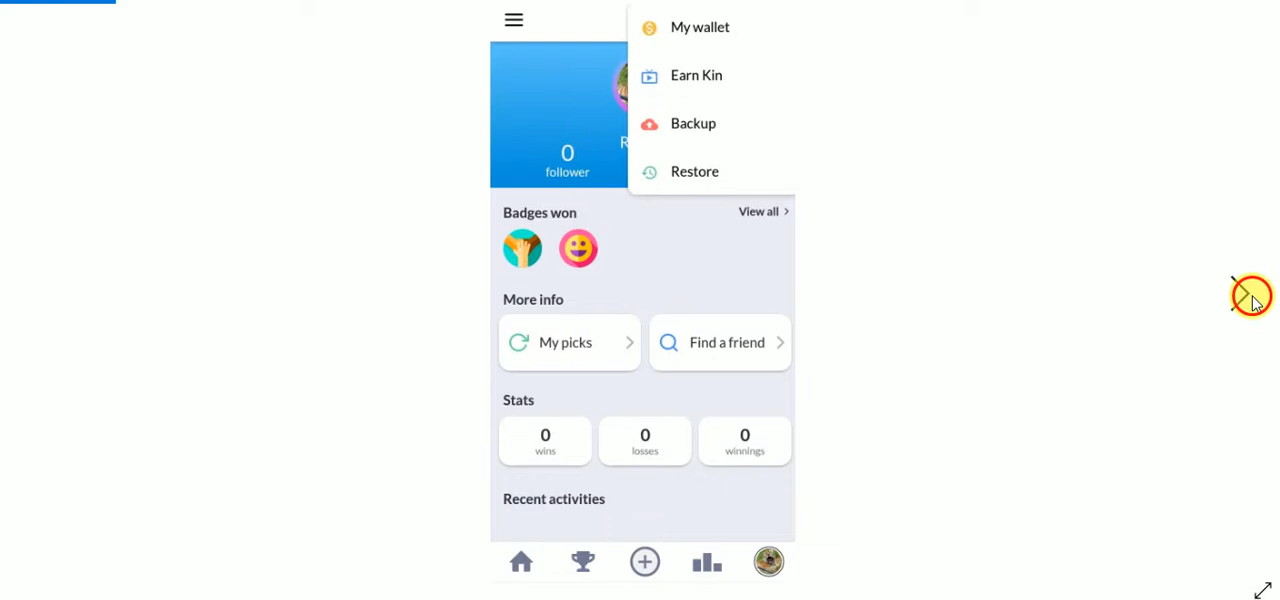 My wallet
Earn Kin
Backup
Restore
0
follower
Badges won
View all
More info
My picks
Find a friend
Stats
0
wins
0
losses
0
winnings
Recent activities